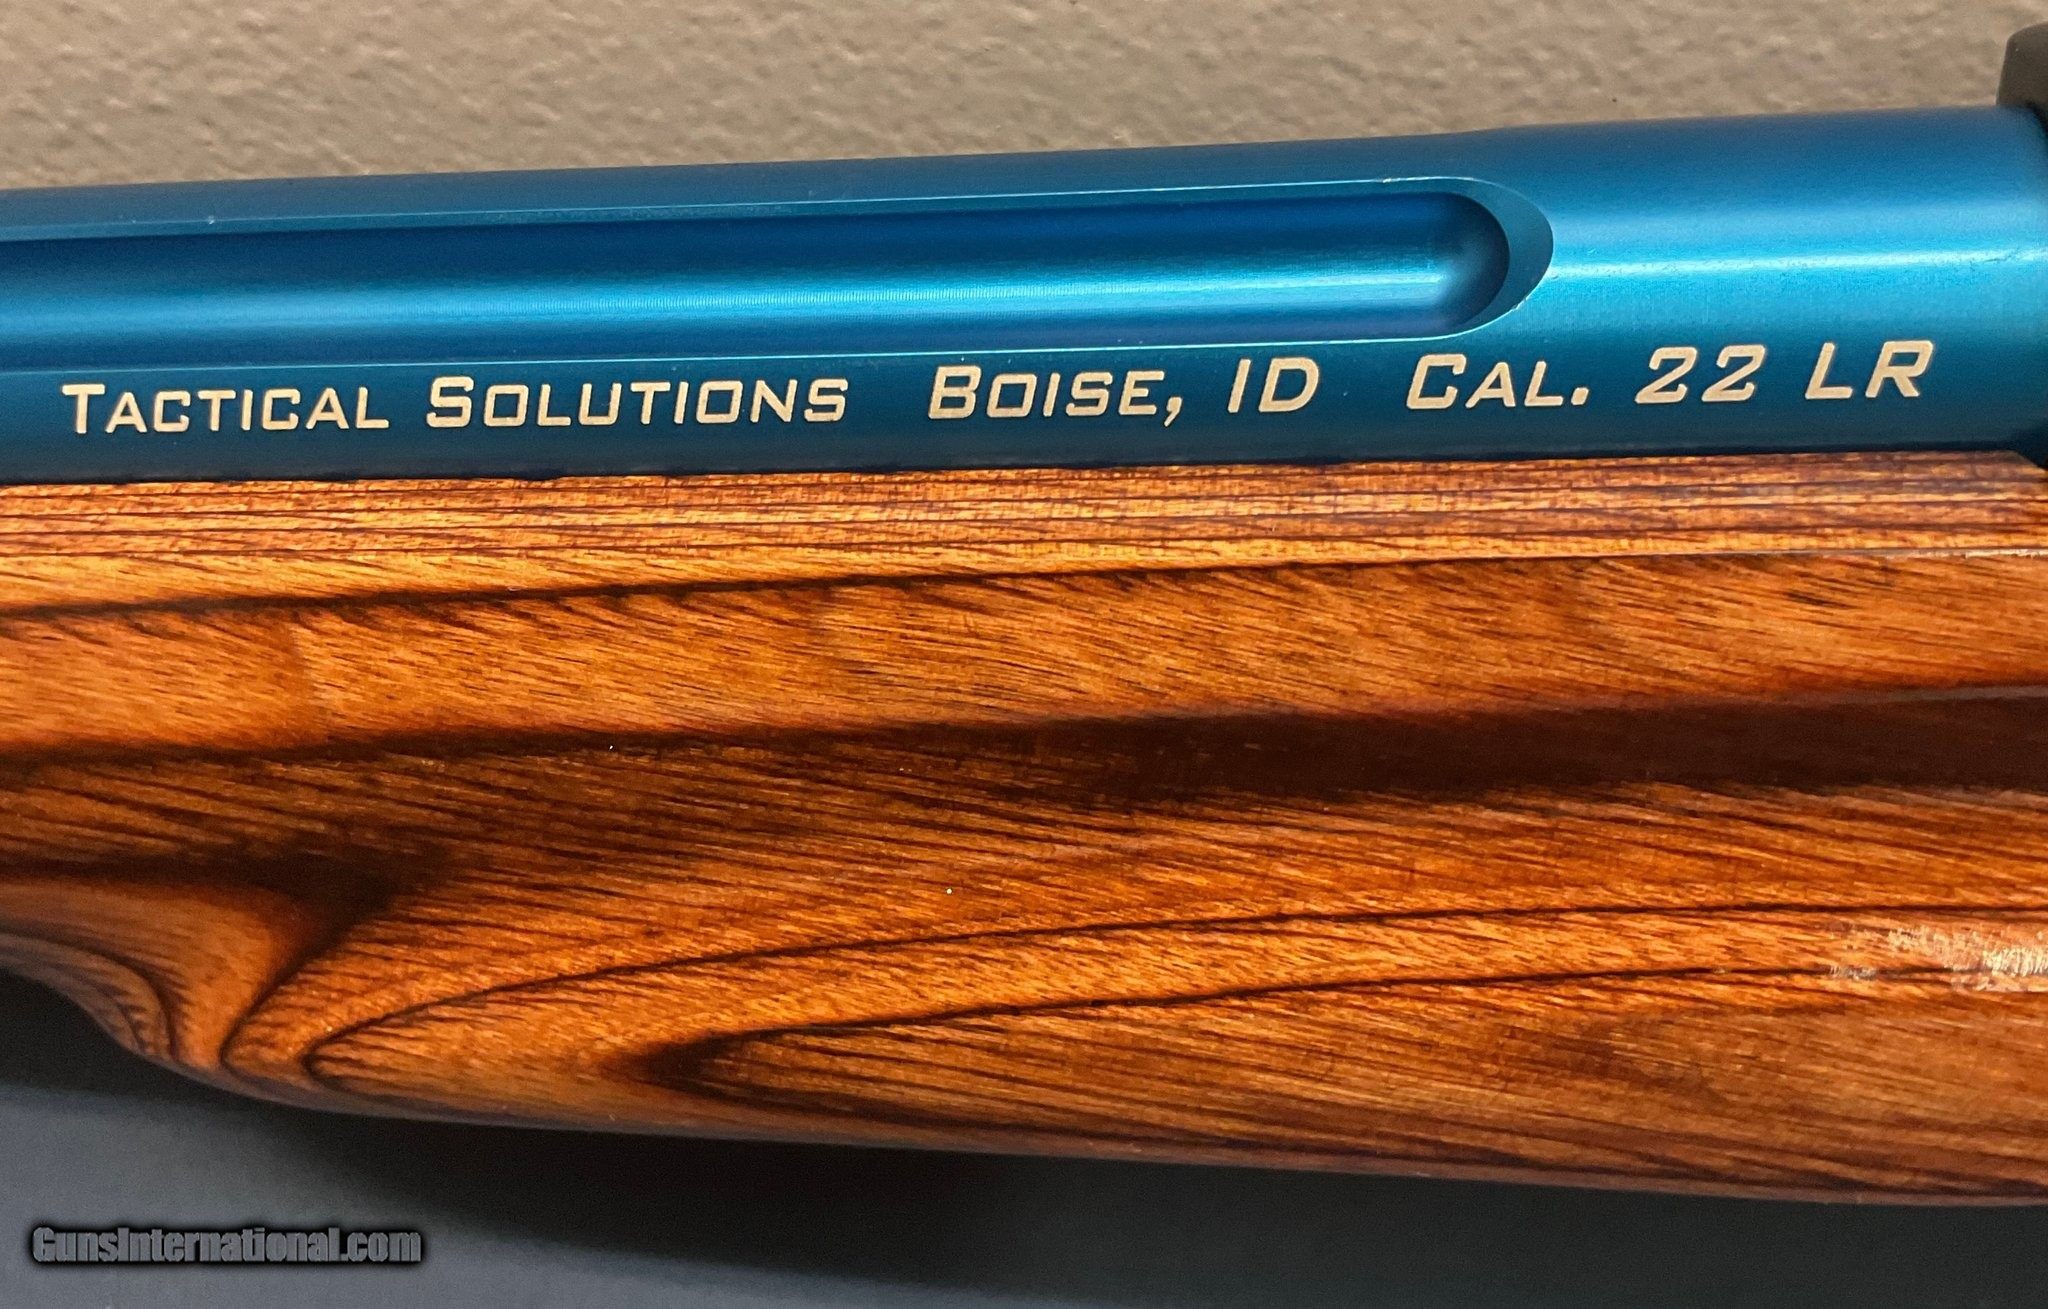 TACTICAL SOLUTIONS BOISE, ID CAL. 22 LR
GunsInternational.com